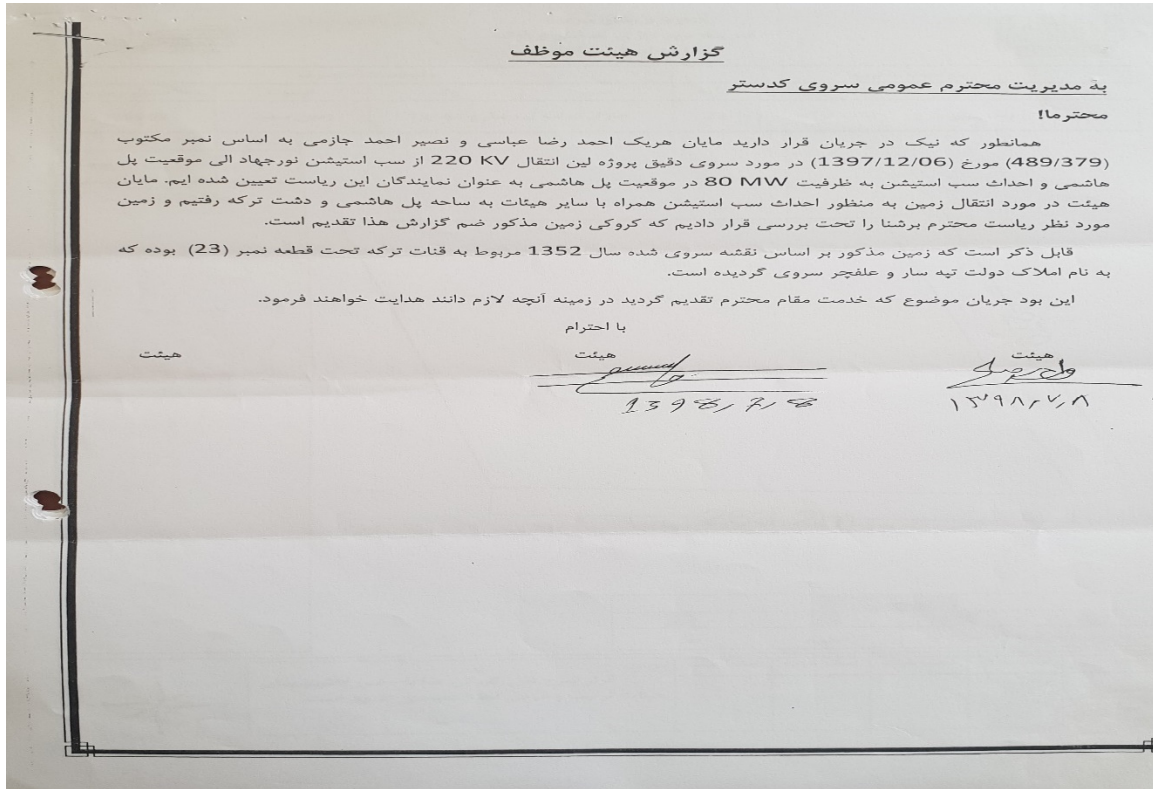 گزارش هیئت موظف
به مدیریت محترم عمومی سروی کدستر
محترما!
همانطور که نیک در جریان قرار دارید مایان هریک احمد رضا عباسی و نصیر احمد جازمی به اساس نمبر مکتوب
(489/379) مورخ (1397/12/06) در مورد سروی دقیق پروژه لین انتقال 220 KV از سب استیشن نورجهاد الی موقعیت پل
هاشمی و احداث سب استیشن به ظرفیت 80 MW در موقعیت پل هاشمی به عنوان نمایندگان این ریاست تعیین شده ایم. مایان
هیئت در مورد انتقال زمین به منظور احداث سب استیشن همراه با سایر هیئات به ساحه پل هاشمی و دشت ترکه رفتیم و زمین
مورد نظر ریاست محترم برشنا را تحت بررسی قرار دادیم که کروکی زمین مذکور ضم گزارش هذا تقدیم است.
قابل ذکر است که زمین مذکور بر اساس نقشه سروی شده سال 1352 مربوط به قنات ترکه تحت قطعه نمبر (23) بوده که
به نام املاک دولت تپه سار و علفچر سروی گردیده است.
این بود جریان موضوع که خدمت مقام محترم تقدیم گردید در زمینه آنچه لازم دانند هدایت خواهند فرمود.
با احترام
هیئت هیئت هیئت
۱۳۹۸/۷/۸ 1398/7/8